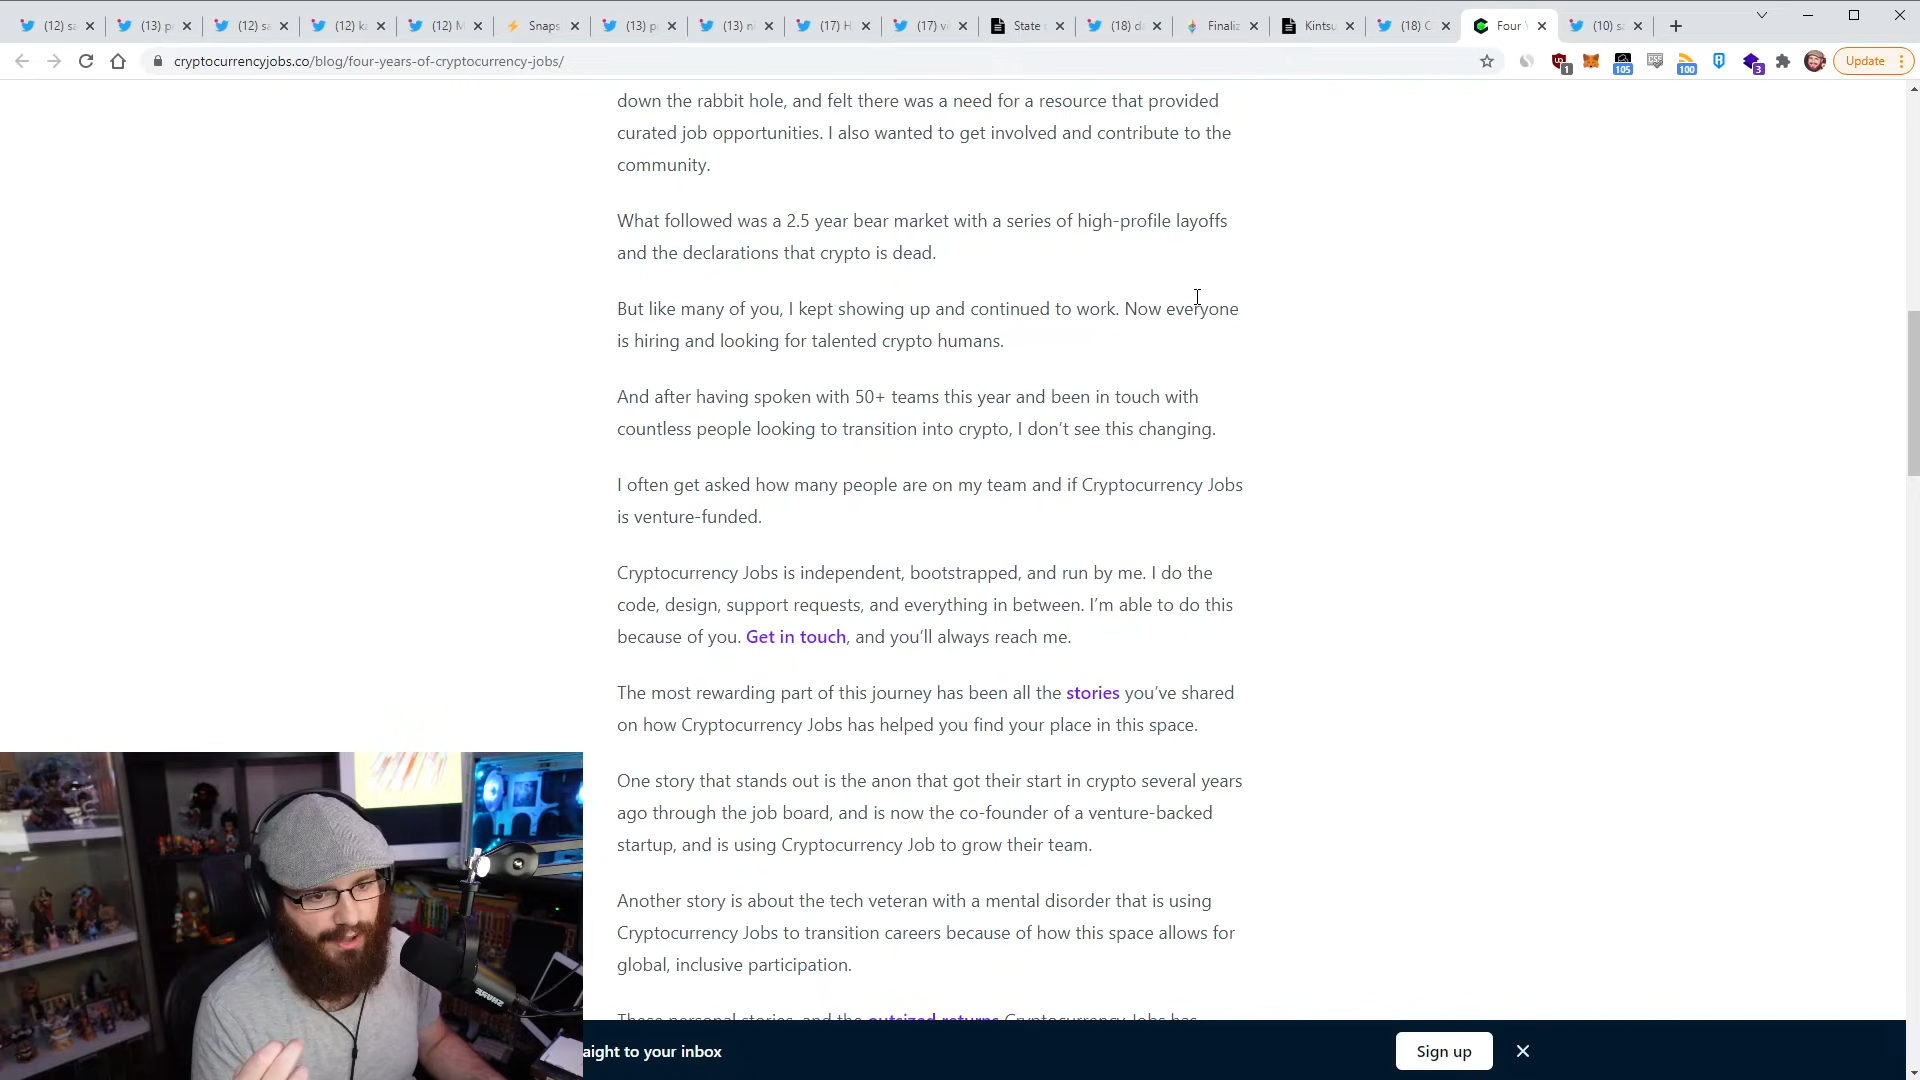 (12) s
(13) p
(12) s
(12) k
(12) M
Snaps
(13) p
(13) n
(17) H
(17) v
State
(18) d
Finaliz
Kintsu
(18) C
Four
(10) s
cryptocurrencyjobs.co/blog/four-years-of-cryptocurrency-jobs/
1
105
CSE
100
3
Update
down the rabbit hole, and felt there was a need for a resource that provided
curated job opportunities. I also wanted to get involved and contribute to the
community.
What followed was a 2.5 year bear market with a series of high-profile layoffs
and the declarations that crypto is dead.
But like many of you, I kept showing up and continued to work. Now everyone
is hiring and looking for talented crypto humans.
And after having spoken with 50+ teams this year and been in touch with
countless people looking to transition into crypto, I don't see this changing.
I often get asked how many people are on my team and if Cryptocurrency Jobs
is venture-funded.
Cryptocurrency Jobs is independent, bootstrapped, and run by me. I do the
code, design, support requests, and everything in between. I'm able to do this
because of you. Get in touch, and you'll always reach me.
The most rewarding part of this journey has been all the stories you've shared
on how Cryptocurrency Jobs has helped you find your place in this space.
One story that stands out is the anon that got their start in crypto several years
ago through the job board, and is now the co-founder of a venture-backed
startup, and is using Cryptocurrency Job to grow their team.
Another story is about the tech veteran with a mental disorder that is using
Cryptocurrency Jobs to transition careers because of how this space allows for
global, inclusive participation.
These personal stories, and the outsized returns Cryptocurrency Jobs has
aight to your inbox
Sign up
SHURE